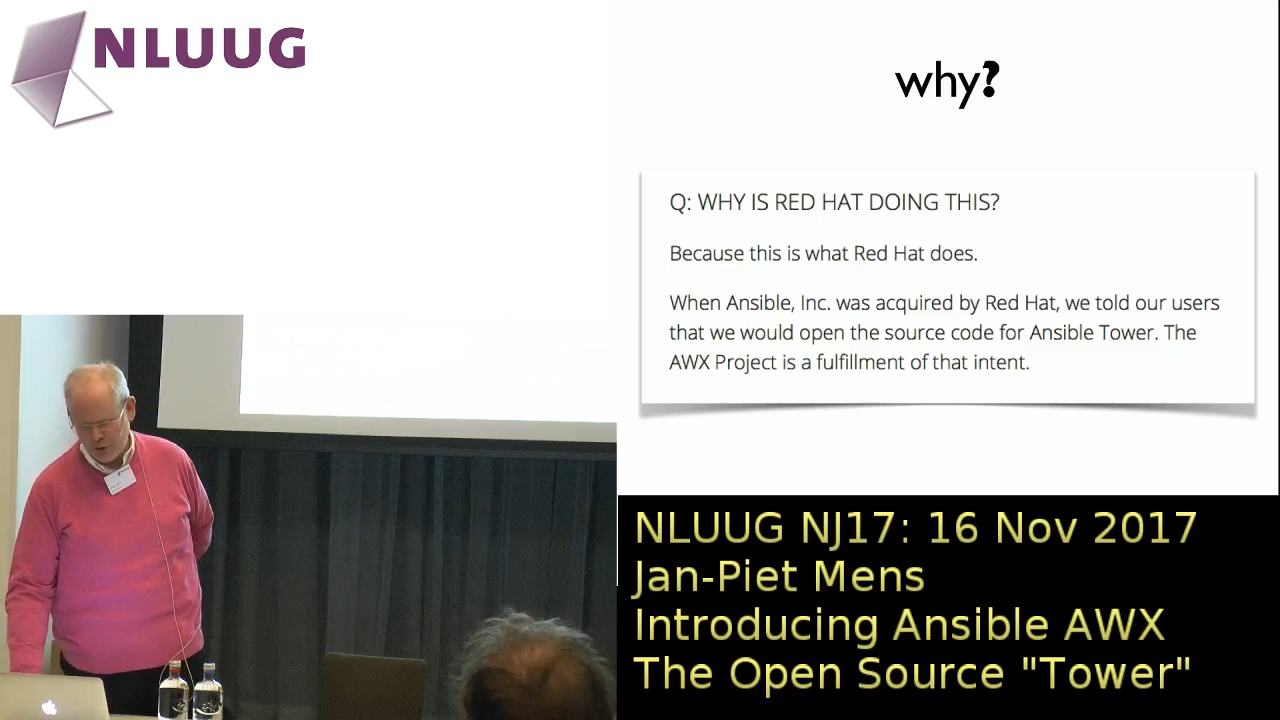 NLUUG
why?
Q: WHY IS RED HAT DOING THIS?
Because this is what Red Hat does.
When Ansible, Inc. was acquired by Red Hat, we told our users
that we would open the source code for Ansible Tower. The
AWX Project is a fulfillment of that intent.
NLUUG NJ17: 16 Nov 2017
Jan-Piet Mens
Introducing Ansible AWX
The Open Source "Tower"